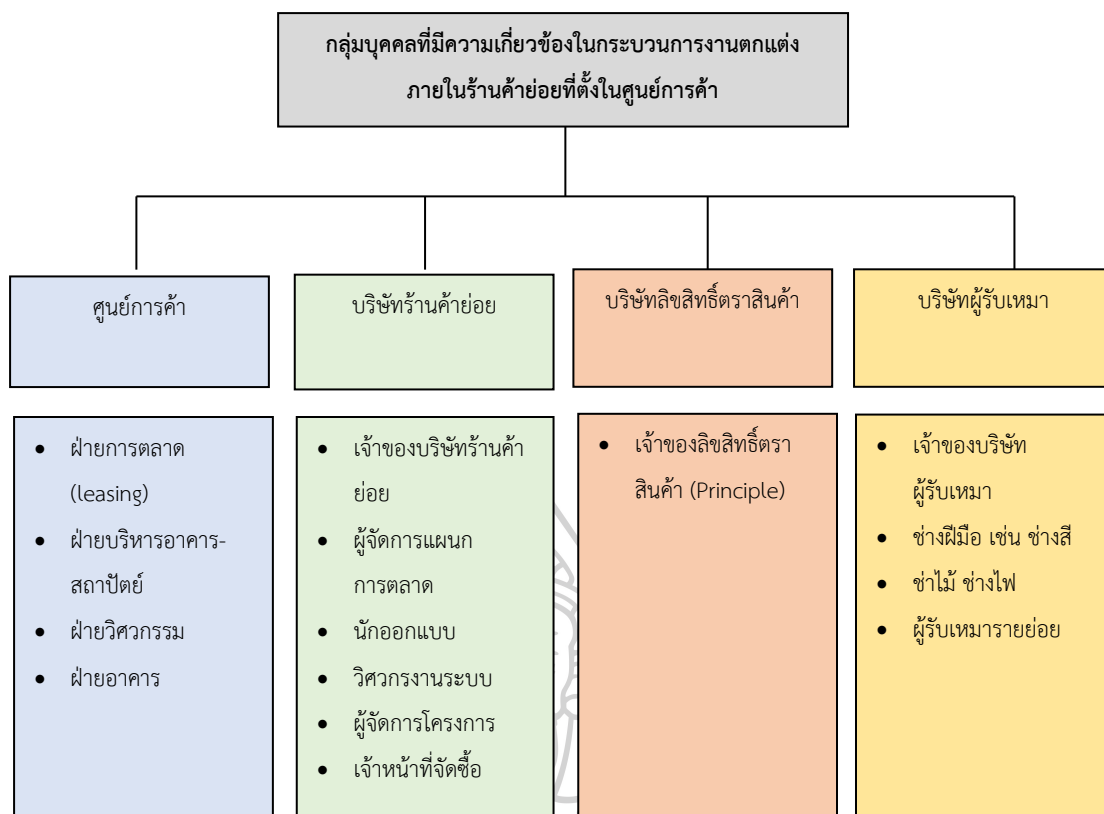 กลุ่มบุคคลที่มีความเกี่ยวข้องในกระบวนการงานตกแต่ง
ภายในร้านค้าย่อยที่ตั้งในศูนย์การค้า
ศูนย์การค้า
บริษัทร้านค้าย่อย
บริษัทลิขสิทธิ์ตราสินค้า
บริษัทผู้รับเหมา
• ฝ่ายการตลาด
(leasing)
• ฝ่ายบริหารอาคาร-
สถาปัตย์
• ฝ่ายวิศวกรรม
• ฝ่ายอาคาร
• เจ้าของบริษัทร้านค้า
ย่อย
• ผู้จัดการแผนก
การตลาด
• นักออกแบบ
• วิศวกรงานระบบ
• ผู้จัดการโครงการ
• เจ้าหน้าที่จัดซื้อ
• เจ้าของลิขสิทธิ์ตรา
สินค้า (Principle)
• เจ้าของบริษัท
ผู้รับเหมา
• ช่างฝีมือ เช่น ช่างสี
• ช่าไม้ ช่างไฟ
• ผู้รับเหมารายย่อย